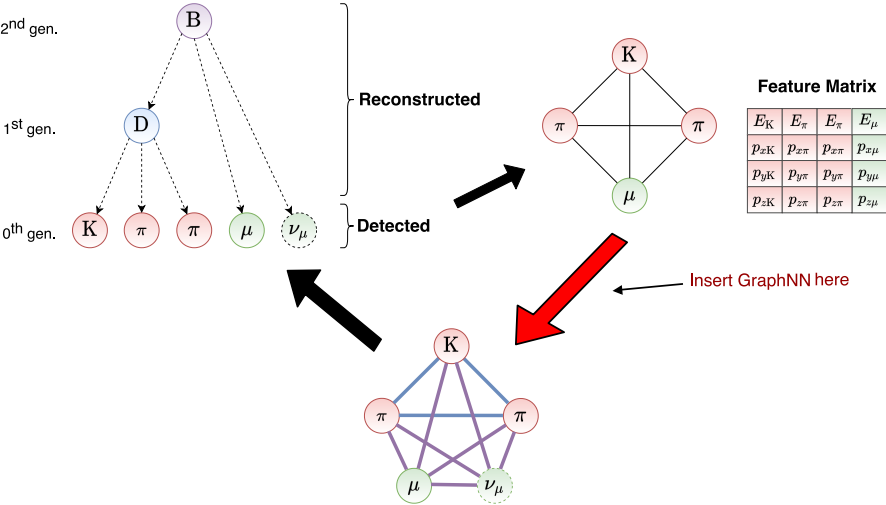 2nd gen.
B
1st gen.
D
Reconstructed
0th gen.
K π π μ νμ
Detected
K
π π
μ
Feature Matrix
EK Eπ Eπ Eμ
pxK pxπ pxπ pxμ
pyK pyπ pyπ pyμ
pzK pzπ pzπ pzμ
Insert GraphNN here
K
π π
μ νμ